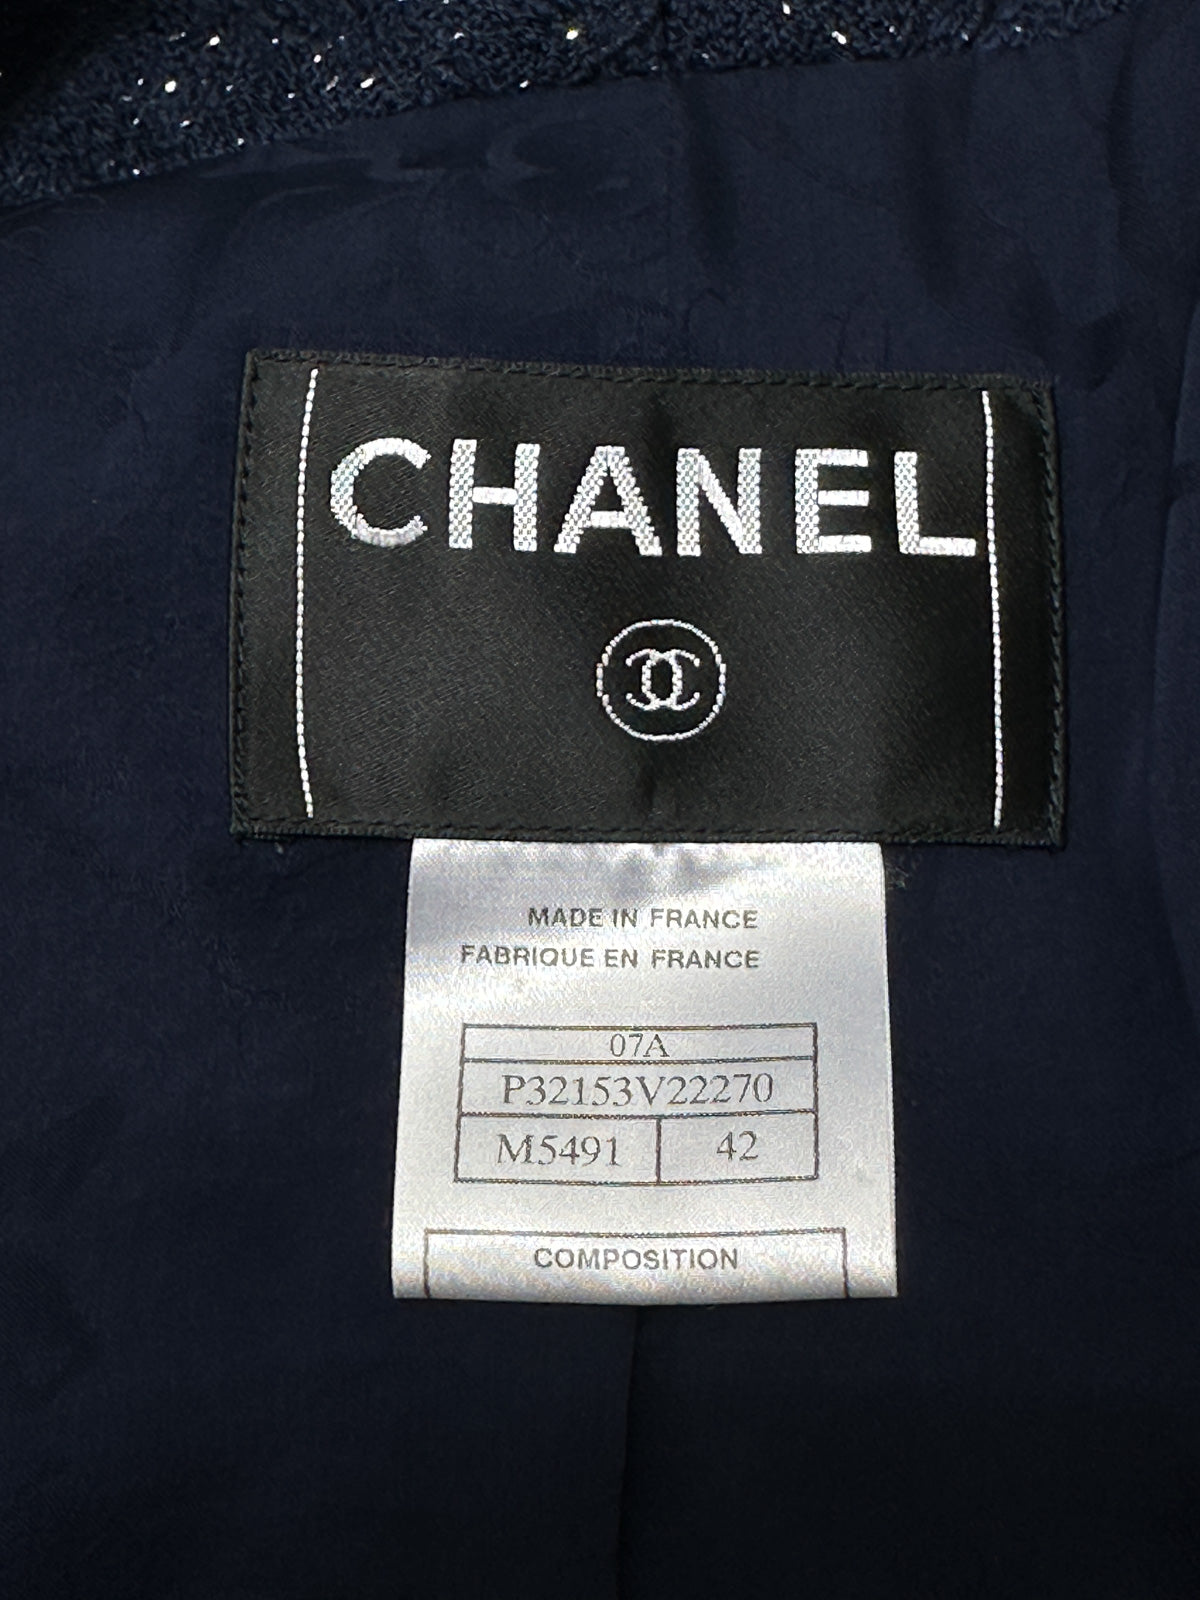 CHANEL
MADE IN FRANCE
FABRIQUE EN FRANCE
07A
P32153V22270
M5491 42
COMPOSITION